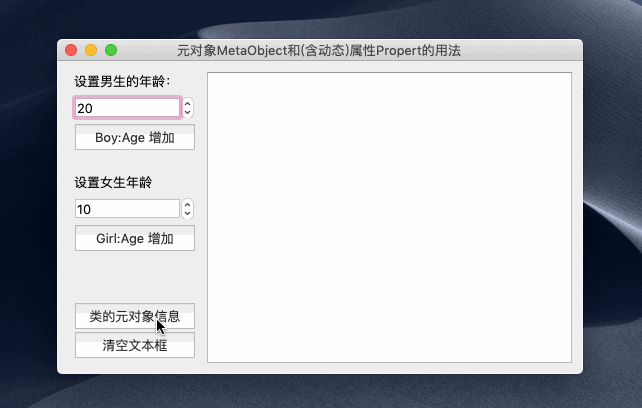 元对象MetaObject和(含动态)属性Propert的用法
设置男生的年龄：
20
Boy:Age 增加
设置女生年龄
10
Girl:Age 增加
类的元对象信息
清空文本框